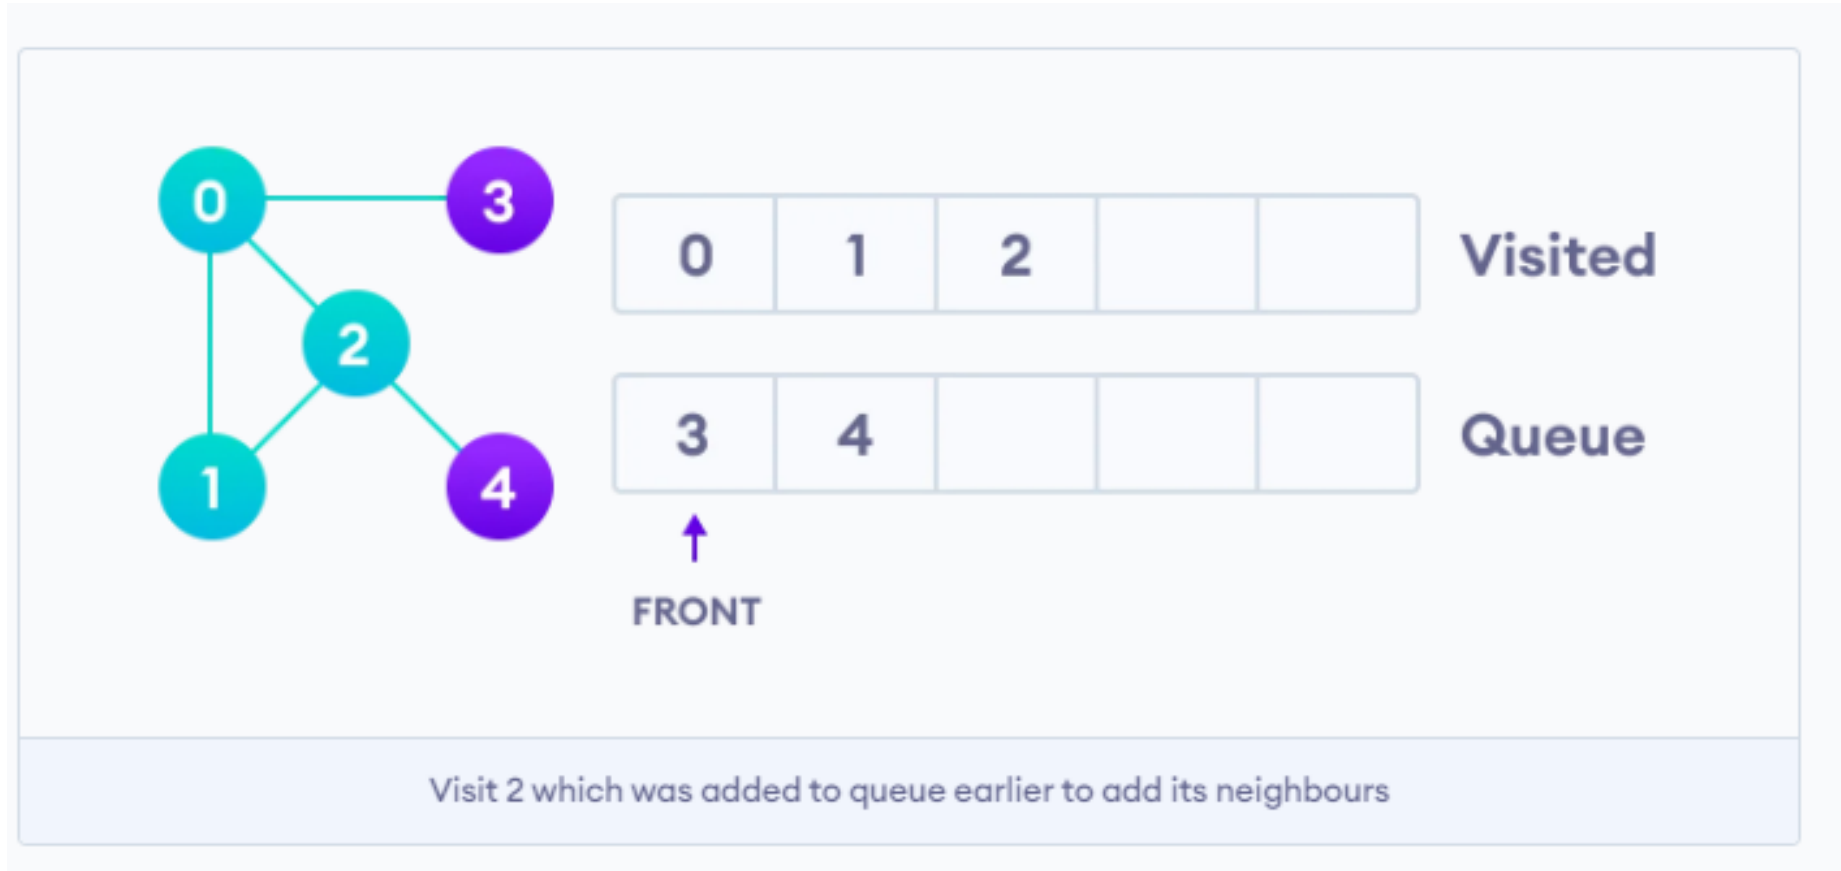 0
3
2
1
4
0 1 2
Visited
3 4
Queue
FRONT
Visit 2 which was added to queue earlier to add its neighbours